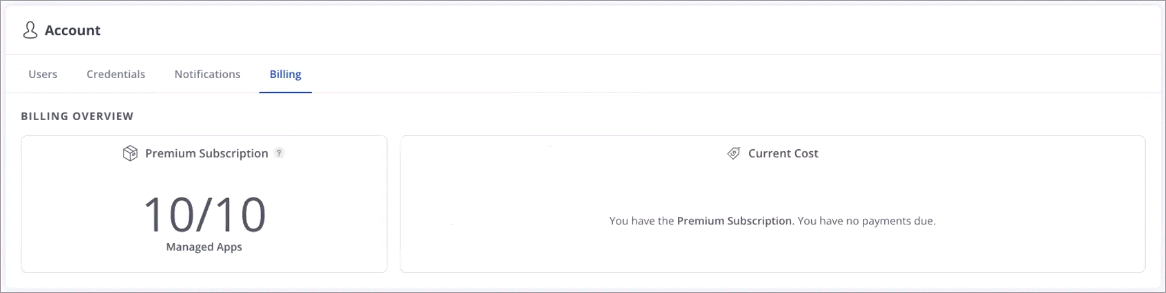 Account
Users Credentials Notifications Billing
BILLING OVERVIEW
Premium Subscription ?
10/10
Managed Apps
Current Cost
You have the Premium Subscription. You have no payments due.